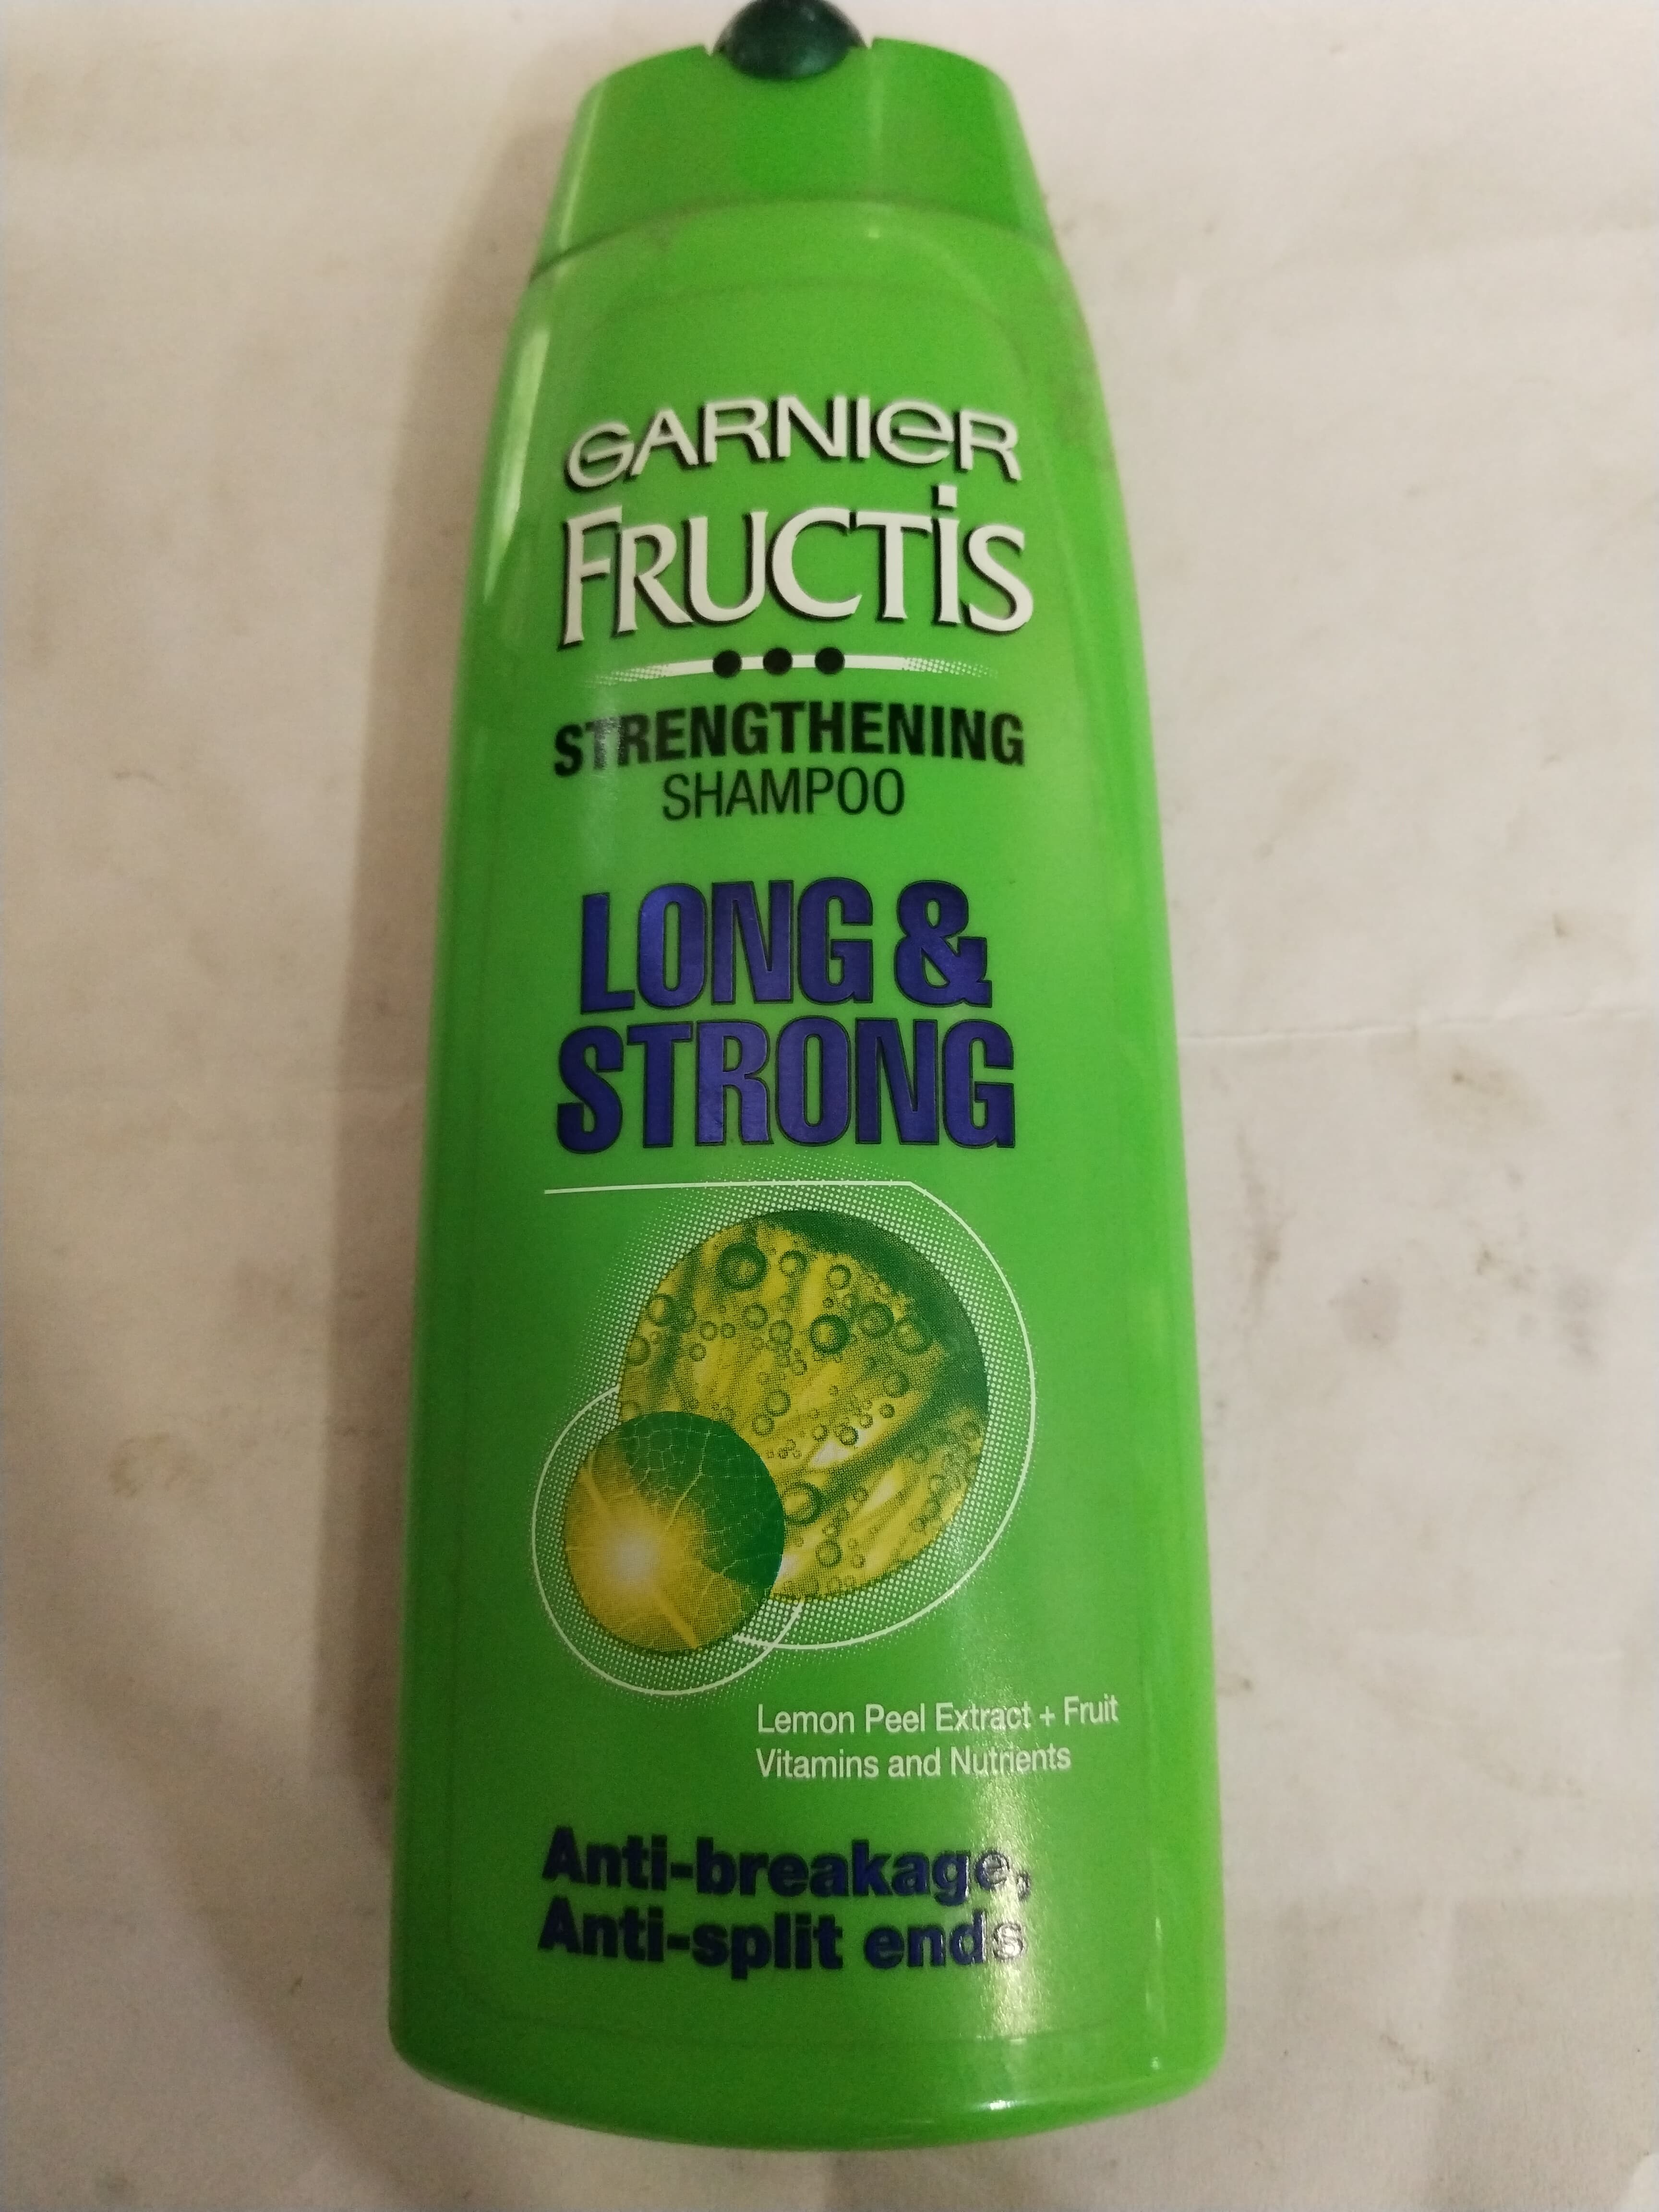 GARNIER
FRUCTIS
STRENGTHENING
SHAMPOO
LONG &
STRONG
Lemon Peel Extract + Fruit
Vitamins and Nutrients
Anti-breakage,
Anti-split ends